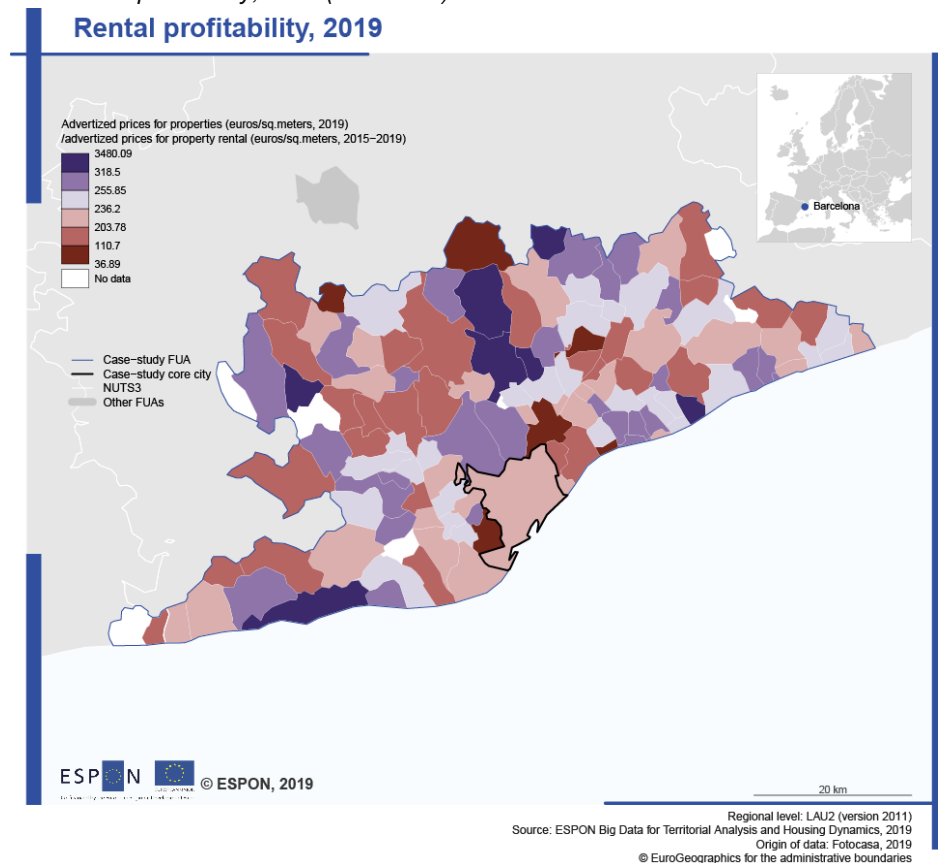 Rental profitability, 2019
Advertized prices for properties (euros/sq.meters, 2019)
/advertized prices for property rental (euros/sq.meters, 2015−2019)
3480.09
318.5
255.85
236.2
203.78
110.7
36.89
No data
Barcelona
Case−study FUA
Case−study core city
NUTS3
Other FUAs
ESPON
© ESPON, 2019
20 km
Regional level: LAU2 (version 2011)
Source: ESPON Big Data for Territorial Analysis and Housing Dynamics, 2019
Origin of data: Fotocasa, 2019
© EuroGeographics for the administrative boundaries